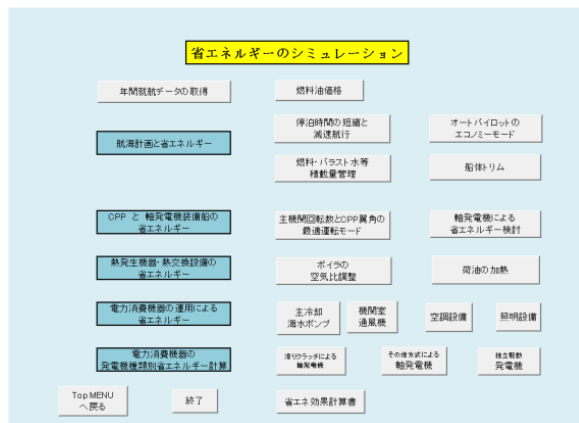 省エネルギーのシミュレーション
年間就航データの取得
燃料油価格
航海計画と省エネルギー
停泊時間の短縮と
減速航行
オートパイロットの
エコノミーモード
燃料・バラスト水等
積載量管理
船体トリム
CPP と 軸発電機装備船の
省エネルギー
主機関回転数とCPP翼角の
最適運転モード
軸発電機による
省エネルギー検討
熱発生機器・熱交換設備の
省エネルギー
ボイラの
空気比調整
荷油の加熱
電力消費機器の運用による
省エネルギー
主冷却
海水ポンプ
機関室
通風機
空調設備
照明設備
電力消費機器の
発電機種類別省エネルギー計算
滑りクラッチによる
軸発電機
その他方式による
軸発電機
独立駆動
発電機
Top MENU
へ戻る
終了
省エネ効果計算書